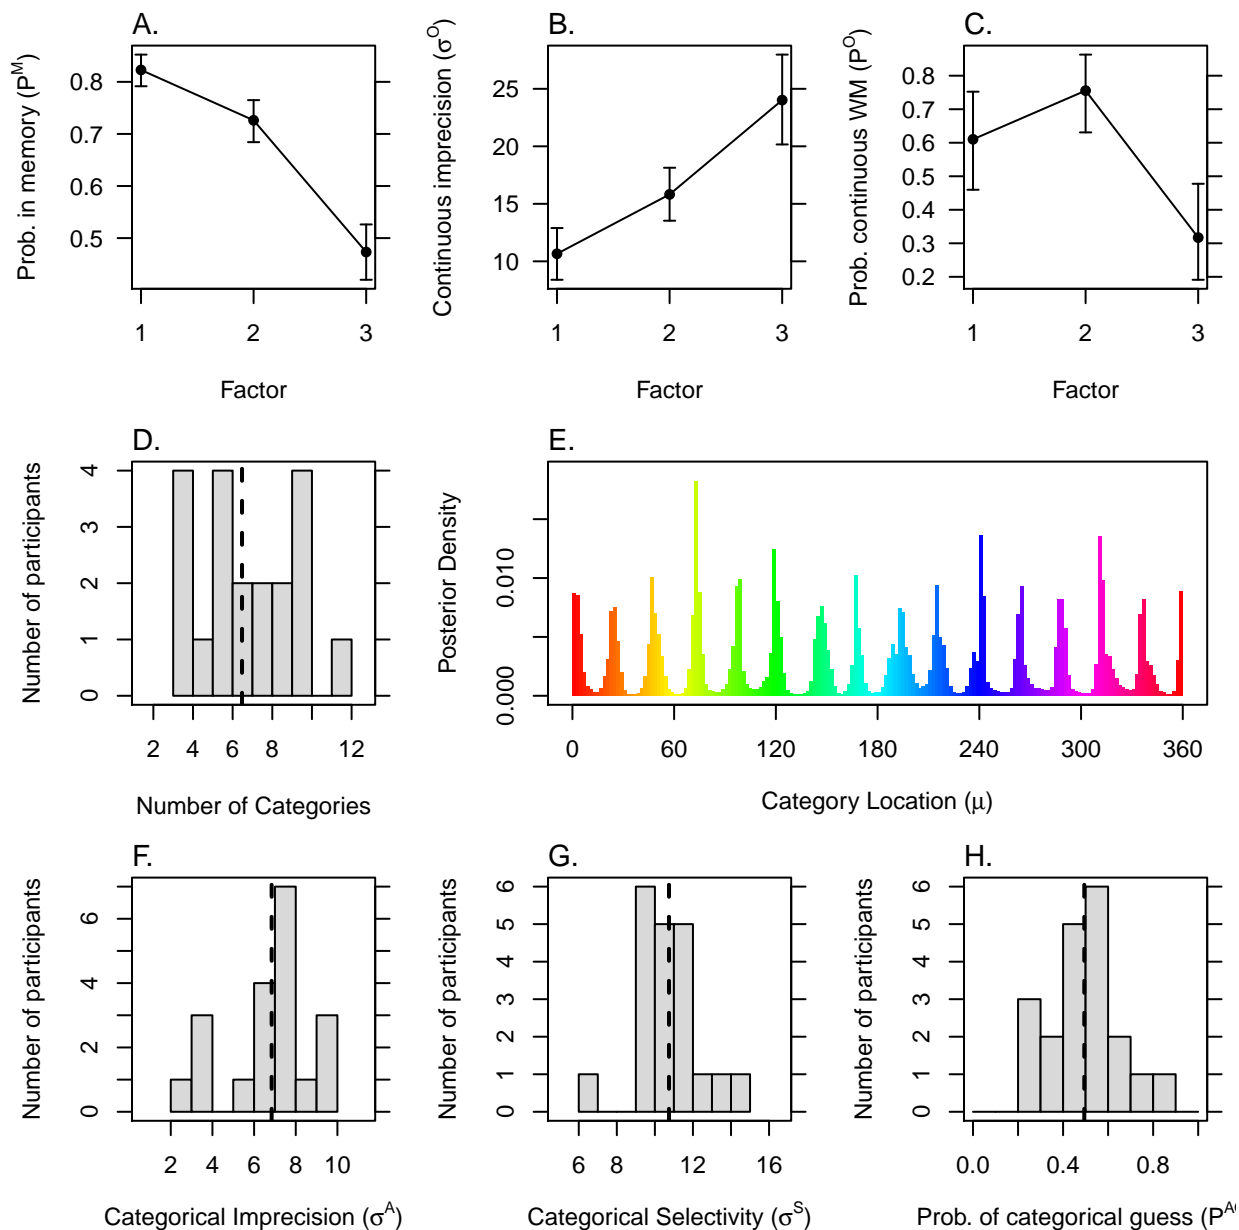 A.
Prob. in memory (P^M)
0.8
0.7
0.6
0.5
1 2 3
Factor
B.
Continuous imprecision (σ^O)
25
20
15
10
1 2 3
Factor
C.
Prob. continuous WM (P^O)
0.8
0.7
0.6
0.5
0.4
0.3
0.2
1 2 3
Factor
D.
Number of participants
4
3
2
1
0
2 4 6 8 12
Number of Categories
E.
Posterior Density
0.010
0.000
0 60 120 180 240 300 360
Category Location (μ)
F.
Number of participants
6
4
2
0
2 4 6 8 10
Categorical Imprecision (σ^A)
G.
Number of participants
6
5
4
3
2
1
0
6 8 12 16
Categorical Selectivity (σ^S)
H.
Number of participants
6
5
4
3
2
1
0
0.0 0.4 0.8
Prob. of categorical guess (P^A